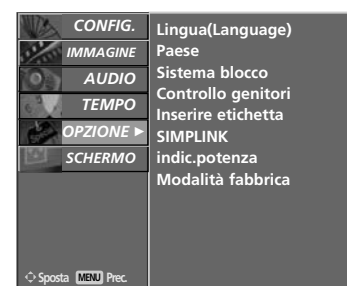 CONFIG.
IMMAGINE
AUDIO
TEMPO
OPZIONE ►
SCHERMO
Lingua(Language)
Paese
Sistema blocco
Controllo genitori
Inserire etichetta
SIMPLINK
indic.potenza
Modalità fabbrica
Sposta MENU Prec.